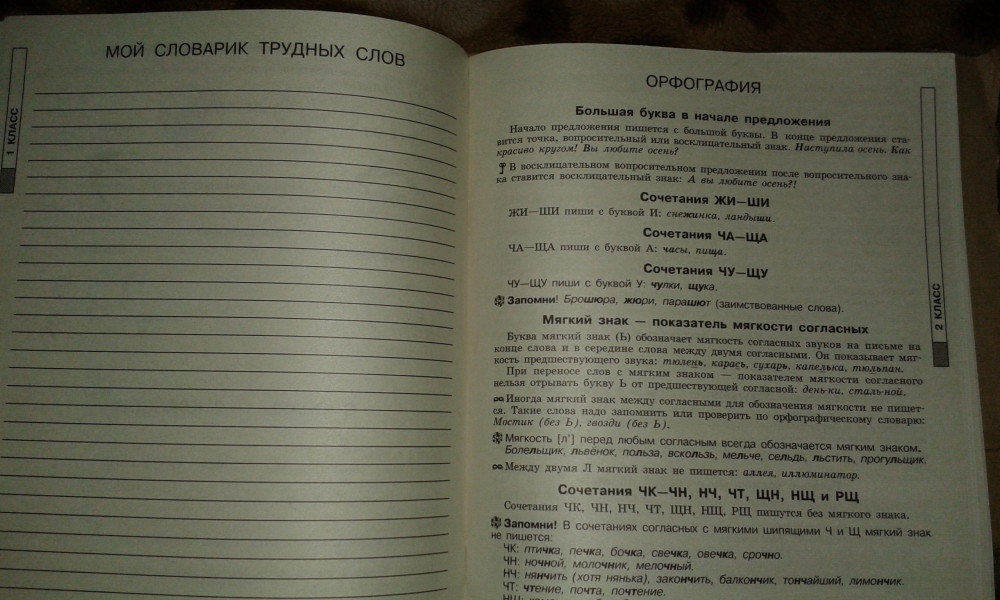 МОЙ СЛОВАРИК ТРУДНЫХ СЛОВ
1 КЛАСС
ОРФОГРАФИЯ
Большая буква в начале предложения
Начало предложения пишется с большой буквы. В конце предложения ста-
вится точка, вопросительный или восклицательный знак. Наступила осень. Как
красиво кругом! Вы любите осень?
В восклицательном вопросительном предложении после вопросительного зна-
ка ставится восклицательный знак: А вы любите осень?!
Сочетания ЖИ—ШИ
ЖИ—ШИ пиши с буквой И: снежинка, ландыши.
Сочетания ЧА—ЩА
ЧА—ЩА пиши с буквой А: часы, пища.
Сочетания ЧУ—ЩУ
ЧУ—ЩУ пиши с буквой У: чулки, щука.
Запомни! Брошюра, жюри, парашют (заимствованные слова).
Мягкий знак — показатель мягкости согласных
Буква мягкий знак (Ь) обозначает мягкость согласных звуков на письме на
конце слова и в середине слова между двумя согласными. Он показывает мяг-
кость предшествующего звука: тюлень, карась, сухарь, капелька, тюльпан.
При переносе слов с мягким знаком — показателем мягкости согласного
нельзя отрывать букву Ь от предшествующей согласной: день-ки, сталь-ной.
Иногда мягкий знак между согласными для обозначения мягкости не пишет-
ся. Такие слова надо запомнить или проверить по орфографическому словарю:
Мостик (без Ь), гвозди (без Ь).
Мягкость [л'] перед любым согласным всегда обозначается мягким знаком.
Болельщик, львёнок, польза, вскользь, мельче, сельдь, льстить, прогульщик.
Между двумя Л мягкий знак не пишется: аллея, иллюминатор.
Сочетания ЧК—ЧН, НЧ, ЧТ, ЩН, НЩ и РЩ
Сочетания ЧК, ЧН, НЧ, ЧТ, ЩН, НЩ, РЩ пишутся без мягкого знака.
Запомни! В сочетаниях согласных с мягкими шипящими Ч и Щ мягкий знак
не пишется:
ЧК: птичка, печка, бочка, свечка, овечка, срочно.
ЧН: ночной, молочник, мелочный.
НЧ: нянчить (хотя нянька), закончить, балкончик, тончайший, лимончик.
ЧТ: чтение, почта, почтение.
НЩ:
2 КЛАСС